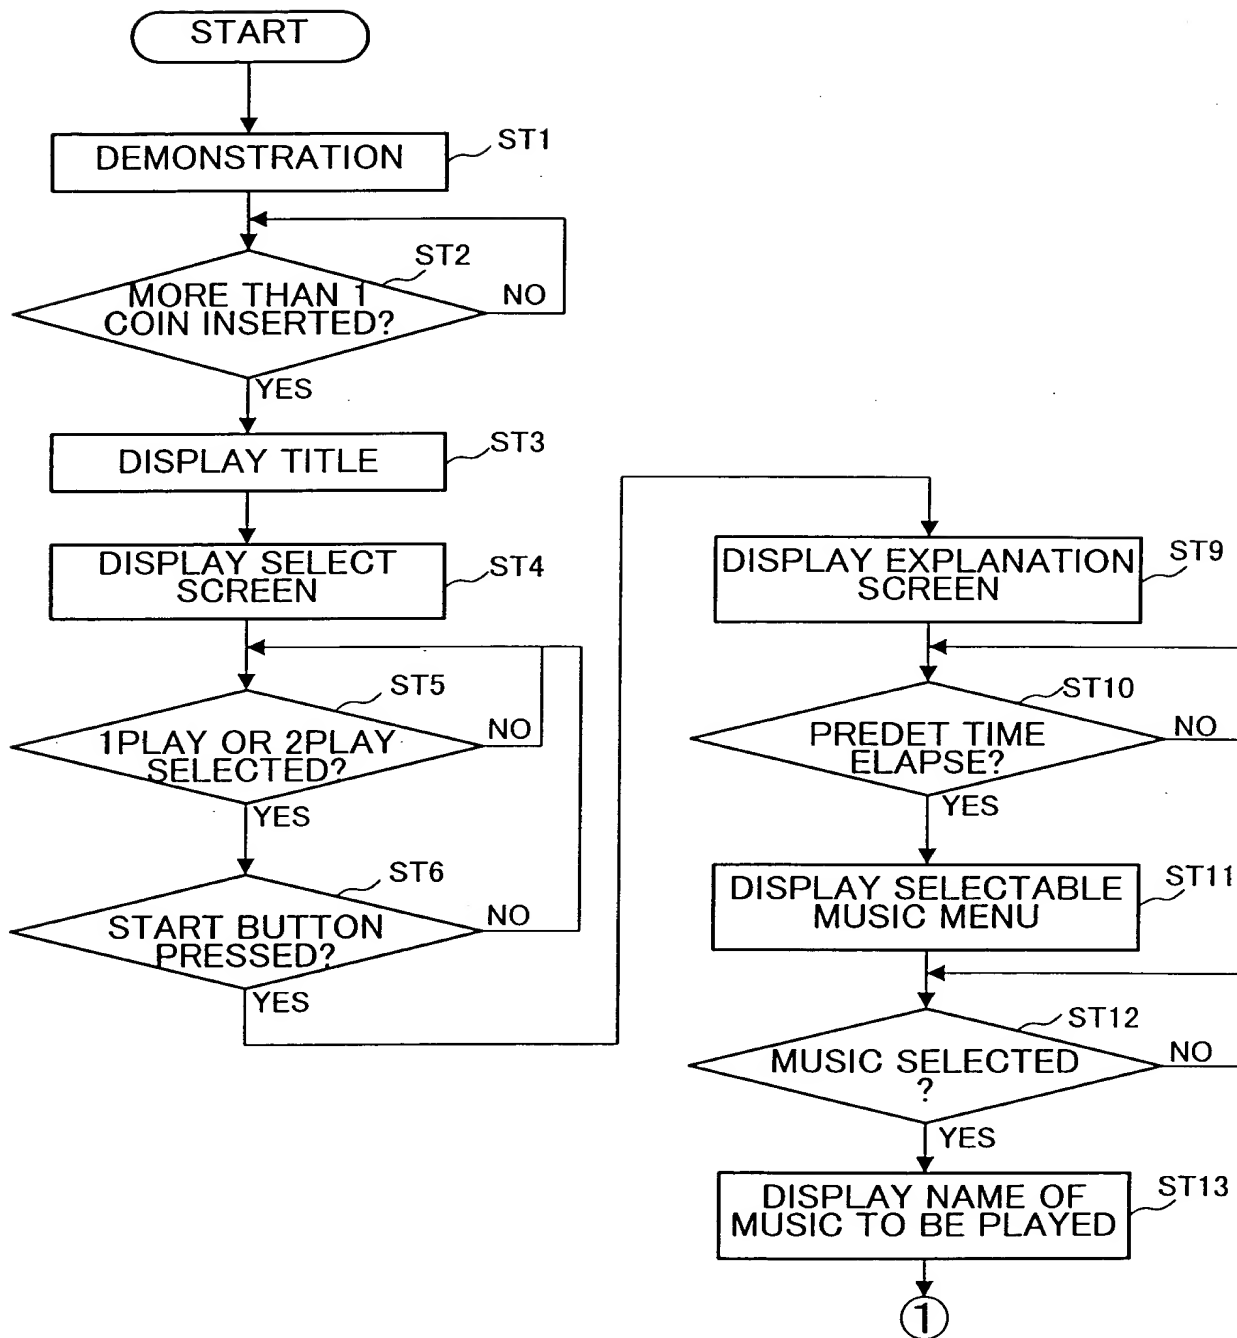 START
DEMONSTRATION
ST1
ST2
MORE THAN 1
COIN INSERTED?
NO
YES
DISPLAY TITLE
ST3
DISPLAY SELECT
SCREEN
ST4
ST5
1PLAY OR 2PLAY
SELECTED?
NO
YES
ST6
START BUTTON
PRESSED?
NO
YES
DISPLAY EXPLANATION
SCREEN
ST9
ST10
PREDET TIME
ELAPSE?
NO
YES
DISPLAY SELECTABLE
MUSIC MENU
ST11
ST12
MUSIC SELECTED
?
NO
YES
DISPLAY NAME OF
MUSIC TO BE PLAYED
ST13
1